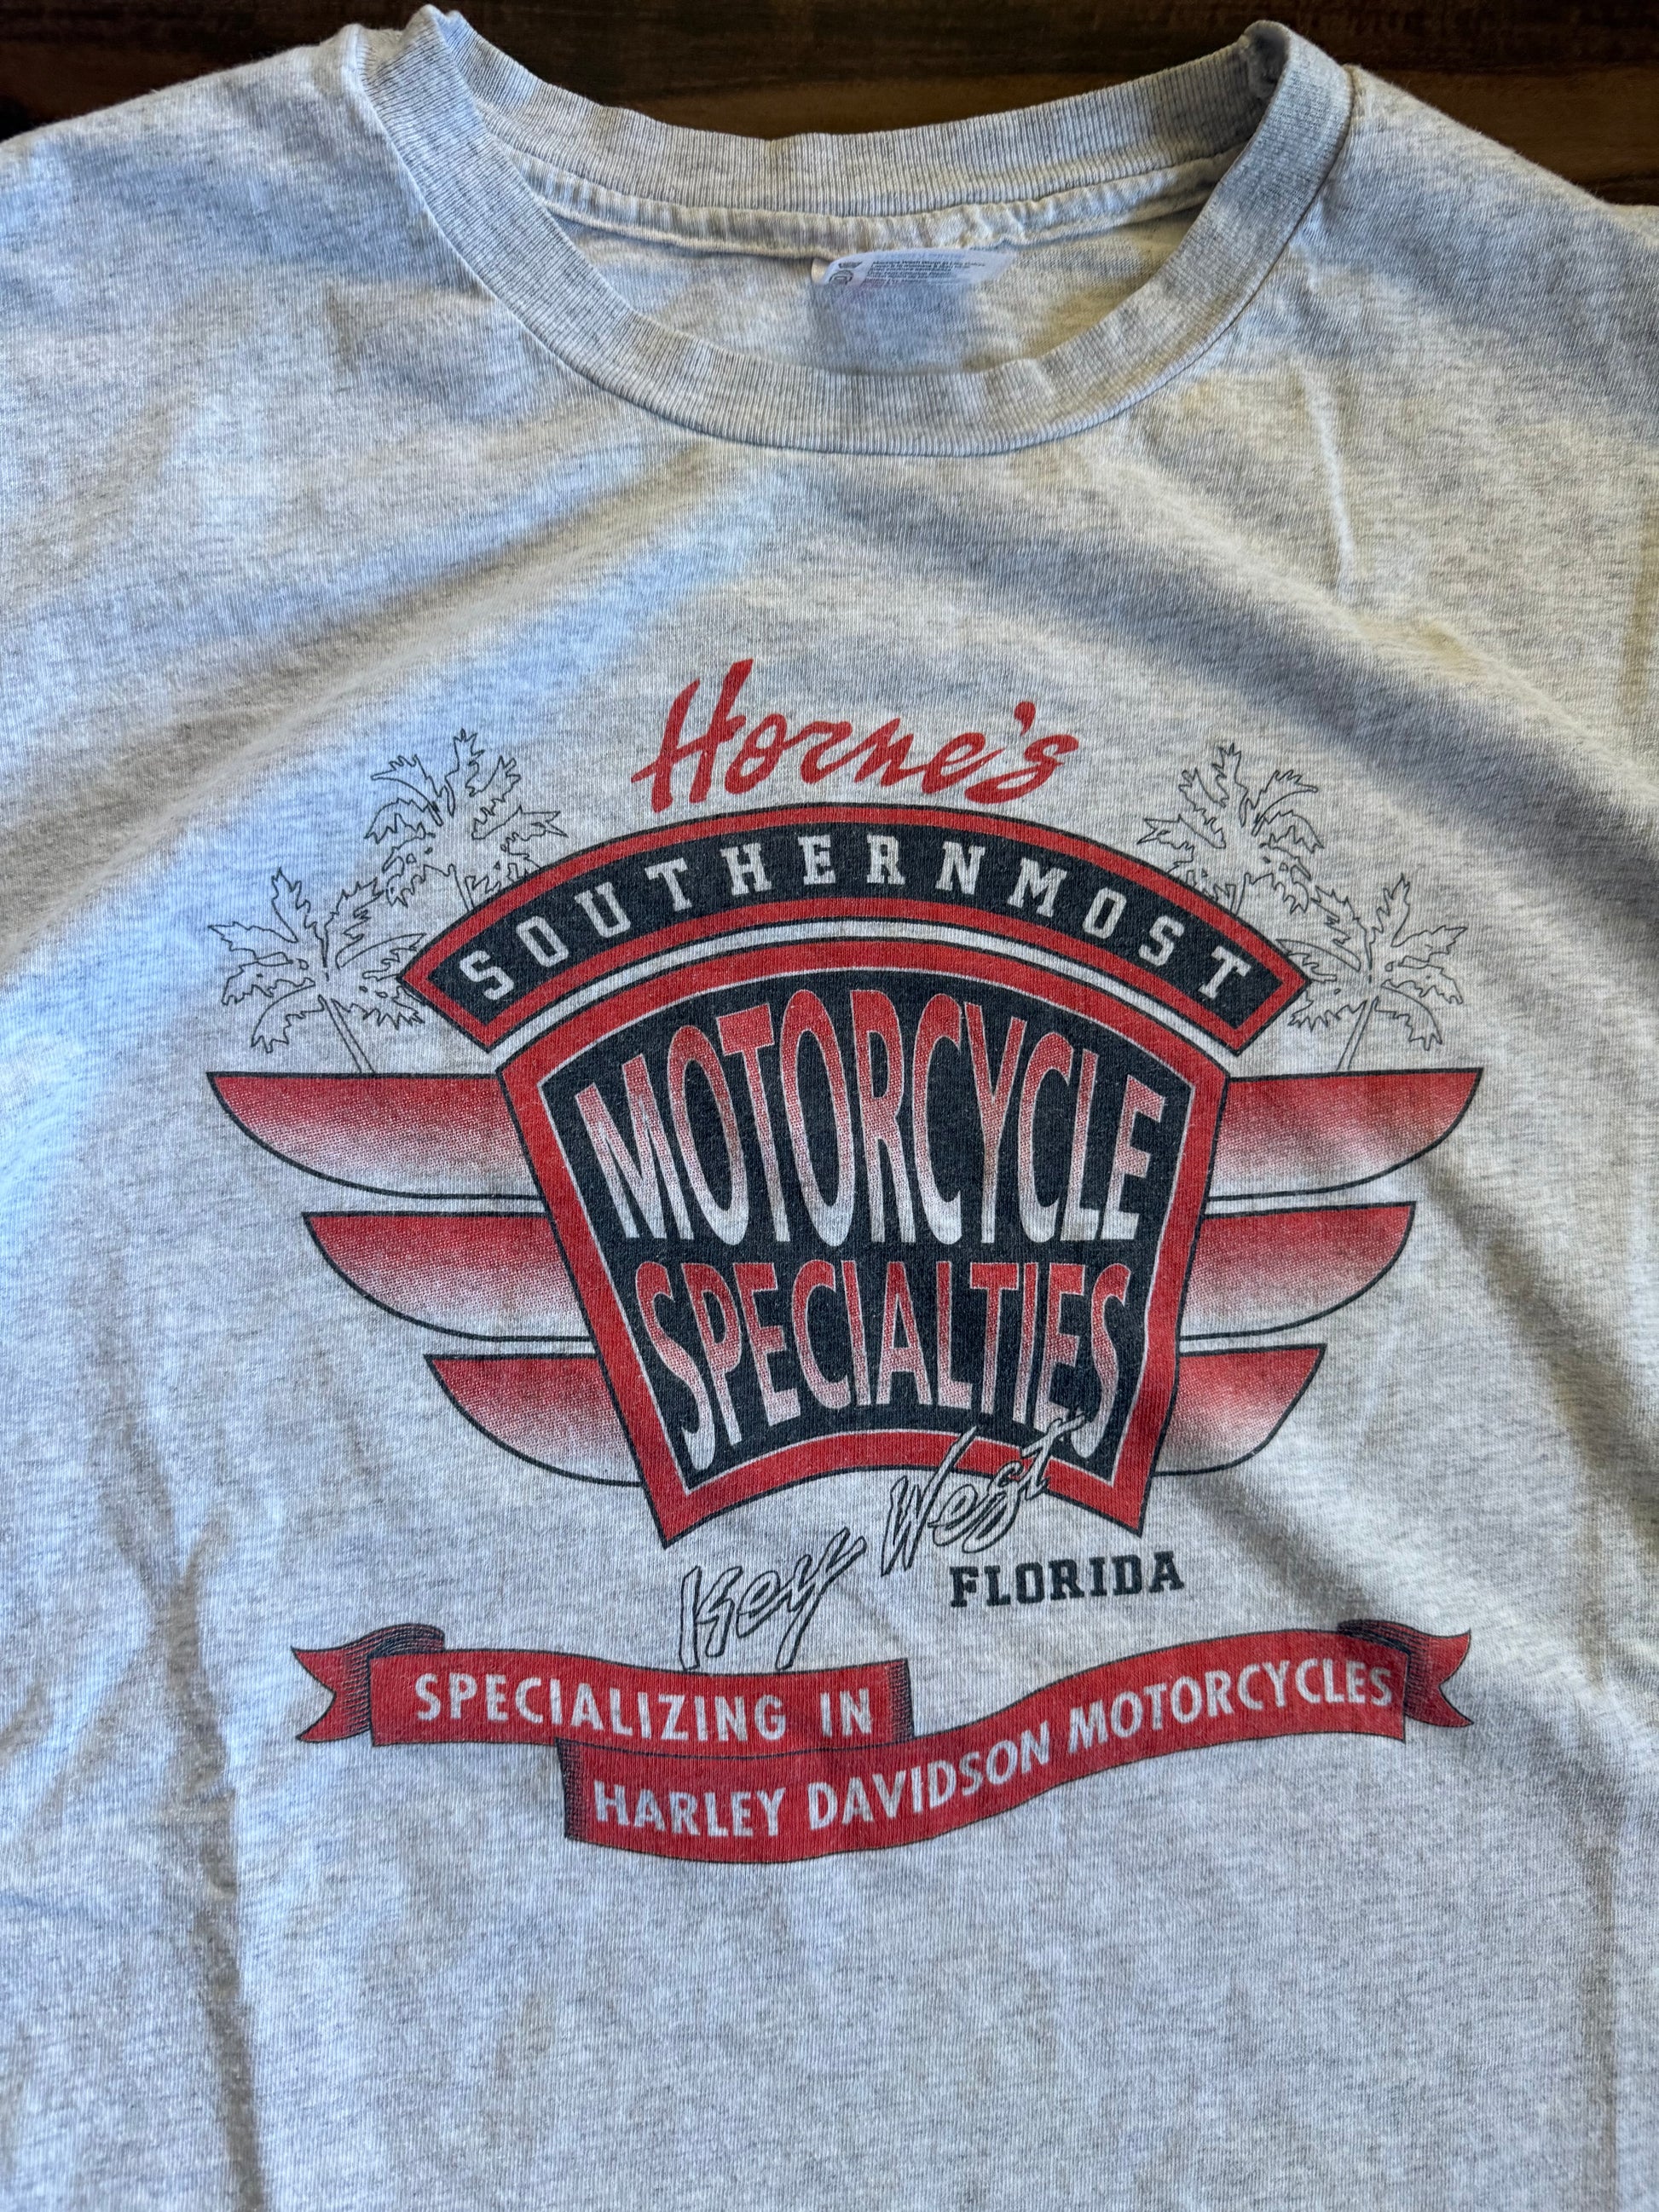 Horne's
SOUTHERNMOST
MOTORCYCLE
SPECIALTIES
Key West
FLORIDA
SPECIALIZING IN
HARLEY DAVIDSON MOTORCYCLES